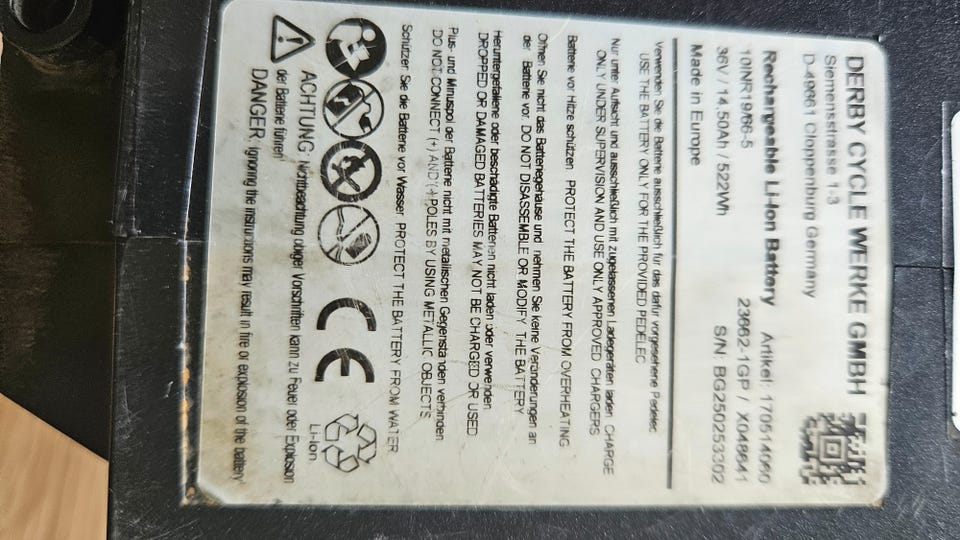 DERBY CYCLE WERKE GMBH
Siemensstrasse 1-3
D-49661 Cloppenburg Germany
Rechargeable Li-Ion Battery Artikel: 170514060
10INR19/66-5 23662-1GP / X048641
36V / 14,50Ah / 522Wh S/N: BG250253302
Made in Europe
Verwenden Sie die Batterie ausschließlich für das dafür vorgesehene Pedelec
USE THE BATTERY ONLY FOR THE PROVIDED PEDELEC
Nur unter Aufsicht und ausschließlich mit zugelassenen Ladegeräten laden CHARGE
ONLY UNDER SUPERVISION AND USE ONLY APPROVED CHARGERS
Batterie vor Hitze schützen PROTECT THE BATTERY FROM OVERHEATING
Öffnen Sie nicht das Batteriegehäuse und nehmen Sie keine Veränderungen an
der Batterie vor. DO NOT DISASSEMBLE OR MODIFY THE BATTERY
Heruntergefallene oder beschädigte Batterien nicht laden oder verwenden
DROPPED OR DAMAGED BATTERIES MAY NOT BE CHARGED OR USED
Plus- und Minuspol der Batterie nicht mit metallischen Gegenständen verbinden
DO NOT CONNECT (+) AND (-) POLES BY USING METALLIC OBJECTS
Schützen Sie die Batterie vor Wasser PROTECT THE BATTERY FROM WATER
CE
Li-Ion
ACHTUNG: Nichtbeachtung obiger Vorschriften kann zu Feuer oder Explosion
der Batterie führen!
DANGER: Ignoring the instructions may result in fire or explosion of the battery